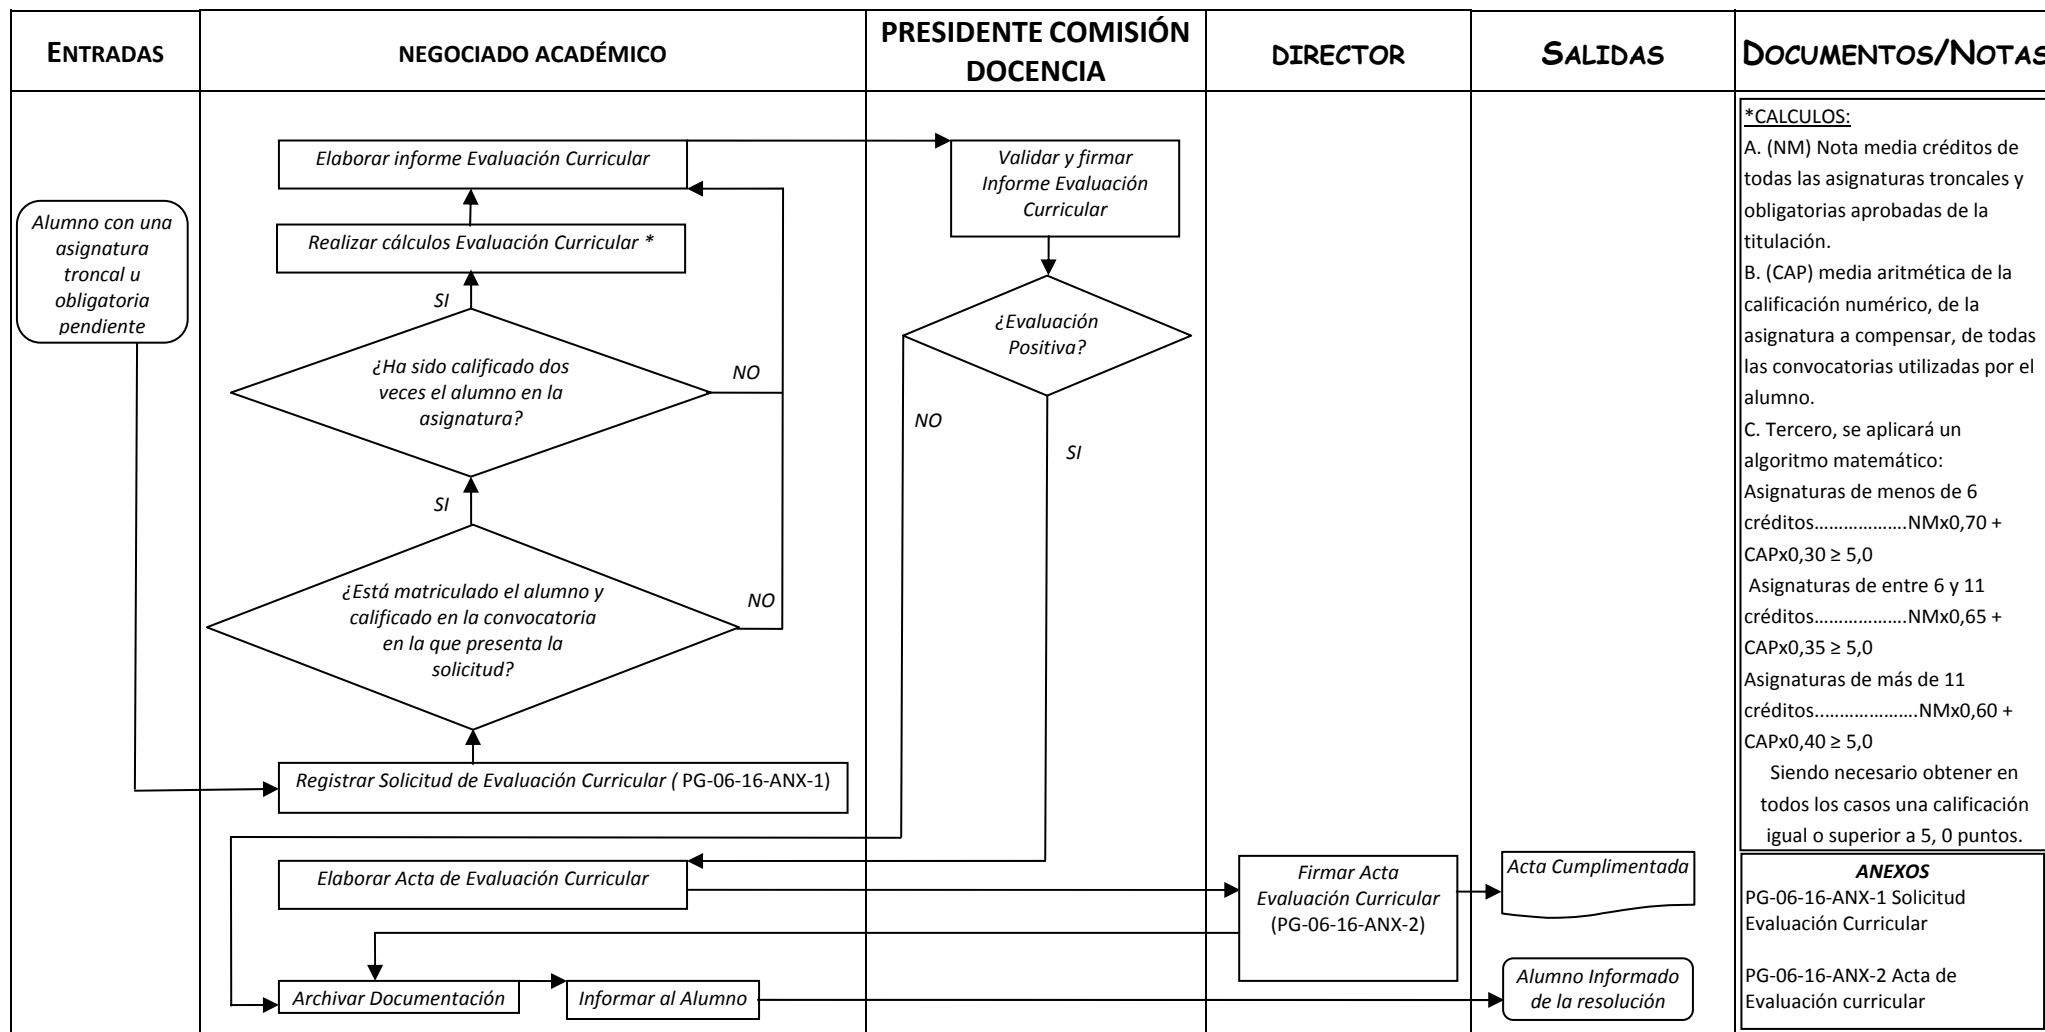 ENTRADAS
NEGOCIADO ACADÉMICO
PRESIDENTE COMISIÓN
DOCENCIA
DIRECTOR
SALIDAS
DOCUMENTOS/NOTAS
Alumno con una
asignatura
troncal u
obligatoria
pendiente
Elaborar informe Evaluación Curricular
Realizar cálculos Evaluación Curricular *
SI
¿Ha sido calificado dos
veces el alumno en la
asignatura?
NO
SI
¿Está matriculado el alumno y
calificado en la convocatoria
en la que presenta la
solicitud?
NO
Registrar Solicitud de Evaluación Curricular ( PG-06-16-ANX-1)
Elaborar Acta de Evaluación Curricular
Archivar Documentación
Informar al Alumno
Validar y firmar
Informe Evaluación
Curricular
¿Evaluación
Positiva?
NO
SI
Firmar Acta
Evaluación Curricular
(PG-06-16-ANX-2)
Acta Cumplimentada
Alumno Informado
de la resolución
*CALCULOS:
A. (NM) Nota media créditos de
todas las asignaturas troncales y
obligatorias aprobadas de la
titulación.
B. (CAP) media aritmética de la
calificación numérico, de la
asignatura a compensar, de todas
las convocatorias utilizadas por el
alumno.
C. Tercero, se aplicará un
algoritmo matemático:
Asignaturas de menos de 6
créditos...................NMx0,70 +
CAPx0,30 ≥ 5,0
Asignaturas de entre 6 y 11
créditos...................NMx0,65 +
CAPx0,35 ≥ 5,0
Asignaturas de más de 11
créditos.....................NMx0,60 +
CAPx0,40 ≥ 5,0
Siendo necesario obtener en
todos los casos una calificación
igual o superior a 5, 0 puntos.
ANEXOS
PG-06-16-ANX-1 Solicitud
Evaluación Curricular
PG-06-16-ANX-2 Acta de
Evaluación curricular